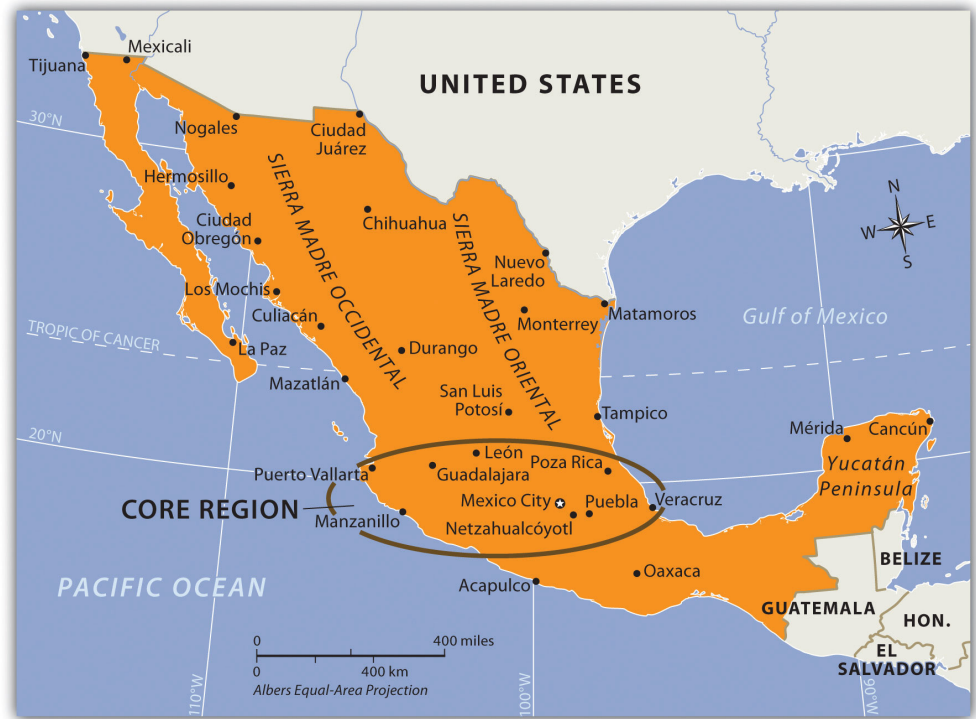 Mexicali
Tijuana
UNITED STATES
30°N
Nogales
Ciudad
Juárez
N
W
E
S
Hermosillo
SIERRA MADRE OCCIDENTAL
Chihuahua
SIERRA MADRE ORIENTAL
Ciudad
Obregón
Nuevo
Laredo
Los Mochis
Culiacán
Monterrey
Matamoros
Gulf of Mexico
TROPIC OF CANCER
La Paz
Durango
Mazatlán
San Luis
Potosí
Tampico
20°N
Mérida
Cancún
León
Puerto Vallarta
Guadalajara
Poza Rica
Yucatán
Peninsula
Mexico City
Puebla
Veracruz
CORE REGION
Manzanillo
Netzahualcóyotl
BELIZE
PACIFIC OCEAN
Acapulco
Oaxaca
GUATEMALA
HON.
EL
SALVADOR
0
400 miles
0
400 km
Albers Equal-Area Projection
110°W
100°W
90°W